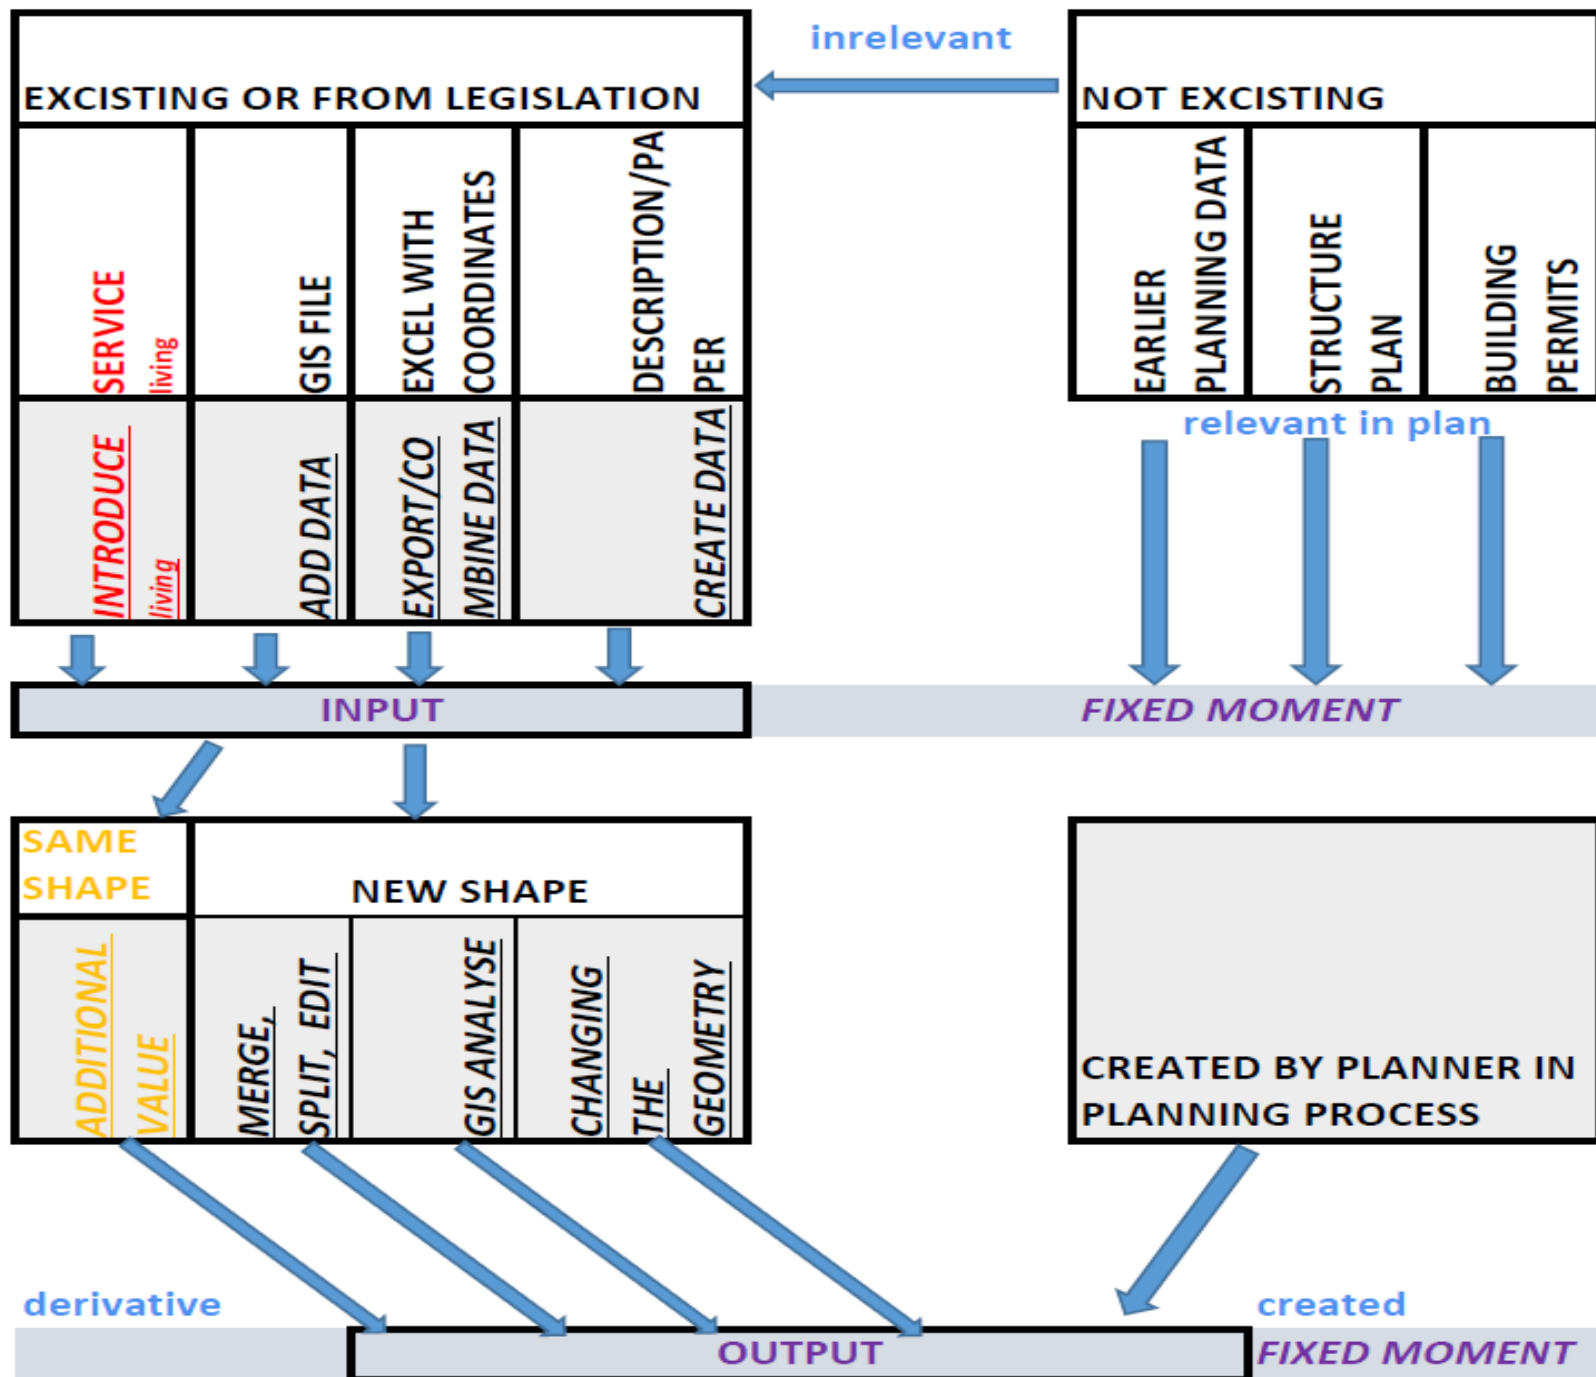 inrelevant
EXCISTING OR FROM LEGISLATION
NOT EXCISTING
SERVICE
living
GIS FILE
EXCEL WITH
COORDINATES
DESCRIPTION/PA
PER
EARLIER
PLANNING DATA
STRUCTURE
PLAN
BUILDING
PERMITS
INTRODUCE
living
ADD DATA
EXPORT/CO
MBINE DATA
CREATE DATA
relevant in plan
INPUT
FIXED MOMENT
SAME
SHAPE
NEW SHAPE
ADDITIONAL
VALUE
MERGE,
SPLIT, EDIT
GIS ANALYSE
CHANGING
THE
GEOMETRY
CREATED BY PLANNER IN
PLANNING PROCESS
derivative
created
OUTPUT
FIXED MOMENT